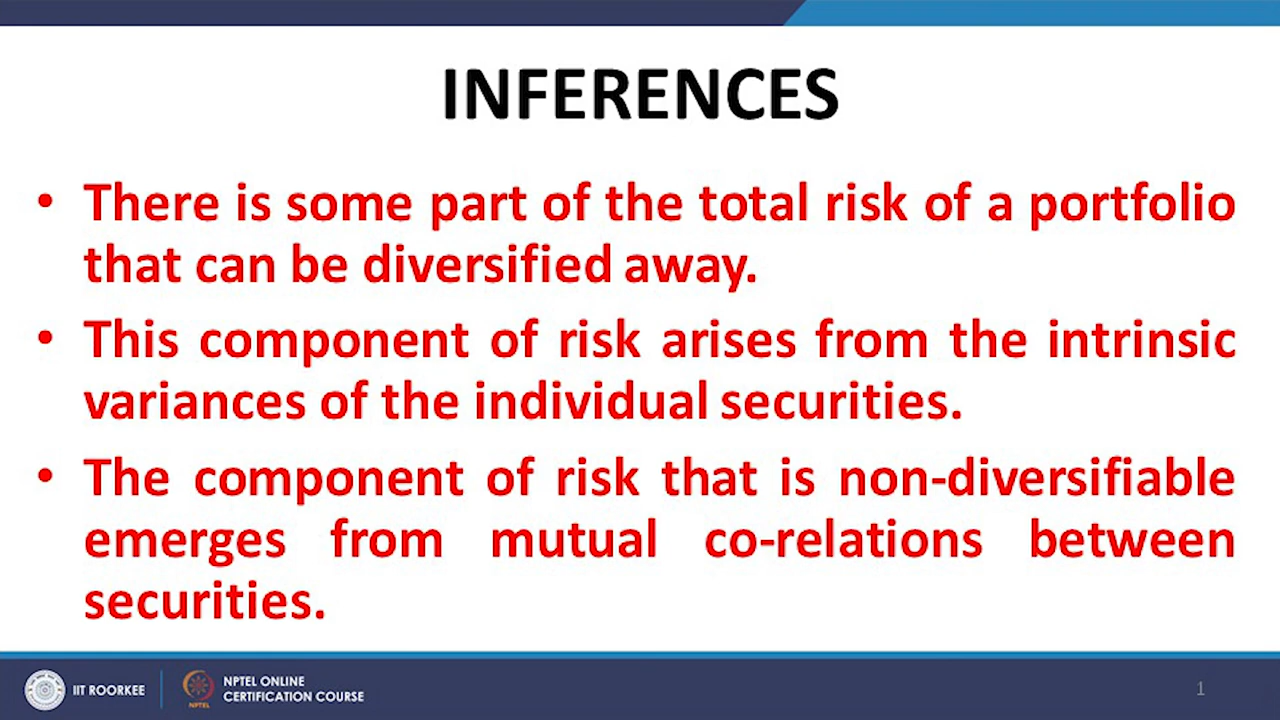 INFERENCES
• There is some part of the total risk of a portfolio
that can be diversified away.
• This component of risk arises from the intrinsic
variances of the individual securities.
• The component of risk that is non-diversifiable
emerges from mutual co-relations between
securities.
IIT ROORKEE
NPTEL
NPTEL ONLINE
CERTIFICATION COURSE
1